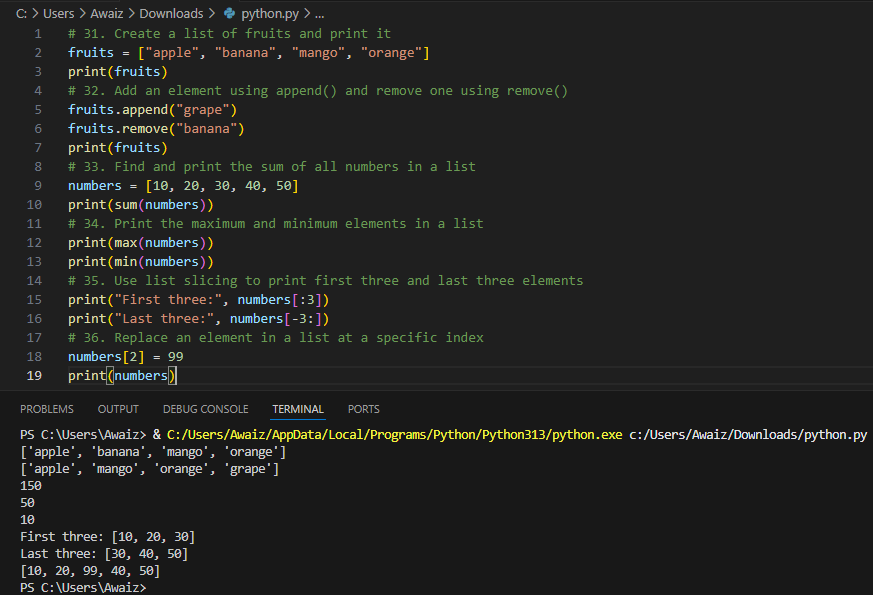 C: > Users > Awaiz > Downloads > python.py > ...
1 # 31. Create a list of fruits and print it
2 fruits = ["apple", "banana", "mango", "orange"]
3 print(fruits)
4 # 32. Add an element using append() and remove one using remove()
5 fruits.append("grape")
6 fruits.remove("banana")
7 print(fruits)
8 # 33. Find and print the sum of all numbers in a list
9 numbers = [10, 20, 30, 40, 50]
10 print(sum(numbers))
11 # 34. Print the maximum and minimum elements in a list
12 print(max(numbers))
13 print(min(numbers))
14 # 35. Use list slicing to print first three and last three elements
15 print("First three:", numbers[:3])
16 print("Last three:", numbers[-3:])
17 # 36. Replace an element in a list at a specific index
18 numbers[2] = 99
19 print(numbers)
PROBLEMS OUTPUT DEBUG CONSOLE TERMINAL PORTS
PS C:\Users\Awaiz> & C:/Users/Awaiz/AppData/Local/Programs/Python/Python313/python.exe c:/Users/Awaiz/Downloads/python.py
['apple', 'banana', 'mango', 'orange']
['apple', 'mango', 'orange', 'grape']
150
50
10
First three: [10, 20, 30]
Last three: [30, 40, 50]
[10, 20, 99, 40, 50]
PS C:\Users\Awaiz>